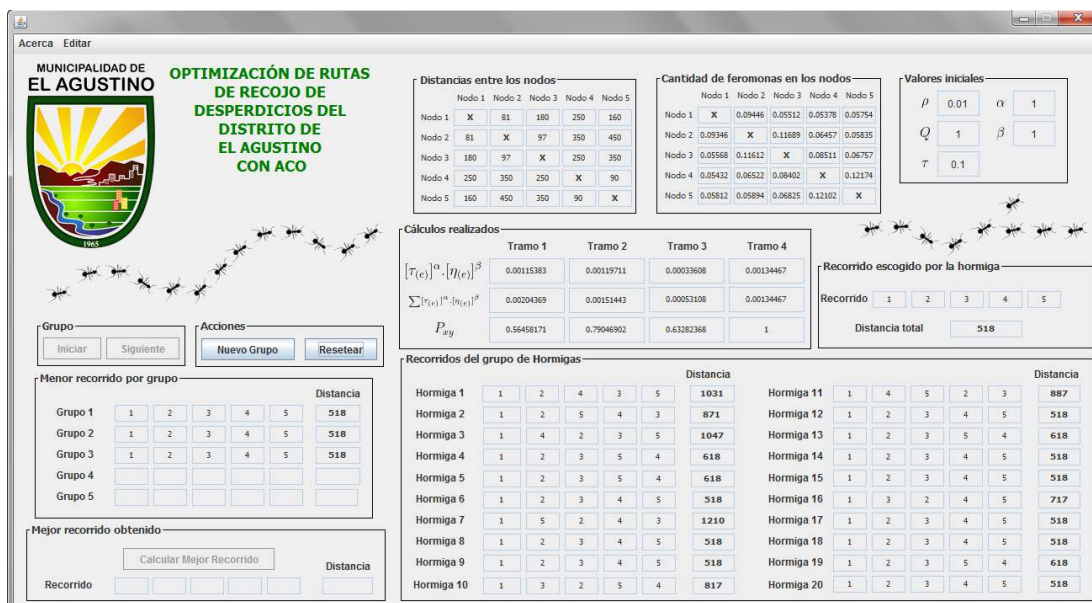 Acerca Editar
MUNICIPALIDAD DE
EL AGUSTINO
1965
OPTIMIZACIÓN DE RUTAS
DE RECOJO DE
DESPERDICIOS DEL
DISTRITO DE
EL AGUSTINO
CON ACO
Distancias entre los nodos
Nodo 1 Nodo 2 Nodo 3 Nodo 4 Nodo 5
Nodo 1 X 81 180 250 160
Nodo 2 81 X 97 350 450
Nodo 3 180 97 X 250 350
Nodo 4 250 350 250 X 90
Nodo 5 160 450 350 90 X
Cantidad de feromonas en los nodos
Nodo 1 Nodo 2 Nodo 3 Nodo 4 Nodo 5
Nodo 1 X 0.09446 0.05512 0.05378 0.05754
Nodo 2 0.09346 X 0.11689 0.06457 0.05835
Nodo 3 0.05568 0.11612 X 0.08511 0.06757
Nodo 4 0.05432 0.06522 0.08402 X 0.12174
Nodo 5 0.05812 0.05894 0.06825 0.12102 X
Valores iniciales
ρ 0.01 α 1
Q 1 β 1
τ 0.1
Cálculos realizados
Tramo 1 Tramo 2 Tramo 3 Tramo 4
[τ(e)]^α.[η(e)]^β 0.00115383 0.00119711 0.00033608 0.00134467
∑[τ(e)]^α.[η(e)]^β 0.00204369 0.00151443 0.00053108 0.00134467
Pxy 0.56458171 0.79046902 0.63282368 1
Recorrido escogido por la hormiga
Recorrido 1 2 3 4 5
Distancia total 518
Grupo
Iniciar Siguiente
Acciones
Nuevo Grupo Resetear
Menor recorrido por grupo
Distancia
Grupo 1 1 2 3 4 5 518
Grupo 2 1 2 3 4 5 518
Grupo 3 1 2 3 4 5 518
Grupo 4
Grupo 5
Mejor recorrido obtenido
Calcular Mejor Recorrido Distancia
Recorrido
Recorridos del grupo de Hormigas
Distancia
Hormiga 1 1 2 4 3 5 1031
Hormiga 2 1 2 5 4 3 871
Hormiga 3 1 4 2 3 5 1047
Hormiga 4 1 2 3 5 4 618
Hormiga 5 1 2 3 5 4 618
Hormiga 6 1 2 3 4 5 518
Hormiga 7 1 5 2 4 3 1210
Hormiga 8 1 2 3 4 5 518
Hormiga 9 1 2 3 4 5 518
Hormiga 10 1 3 2 5 4 817
Distancia
Hormiga 11 1 4 5 2 3 887
Hormiga 12 1 2 3 4 5 518
Hormiga 13 1 2 3 5 4 618
Hormiga 14 1 2 3 4 5 518
Hormiga 15 1 2 3 4 5 518
Hormiga 16 1 3 2 4 5 717
Hormiga 17 1 2 3 4 5 518
Hormiga 18 1 2 3 4 5 518
Hormiga 19 1 2 3 5 4 618
Hormiga 20 1 2 3 4 5 518